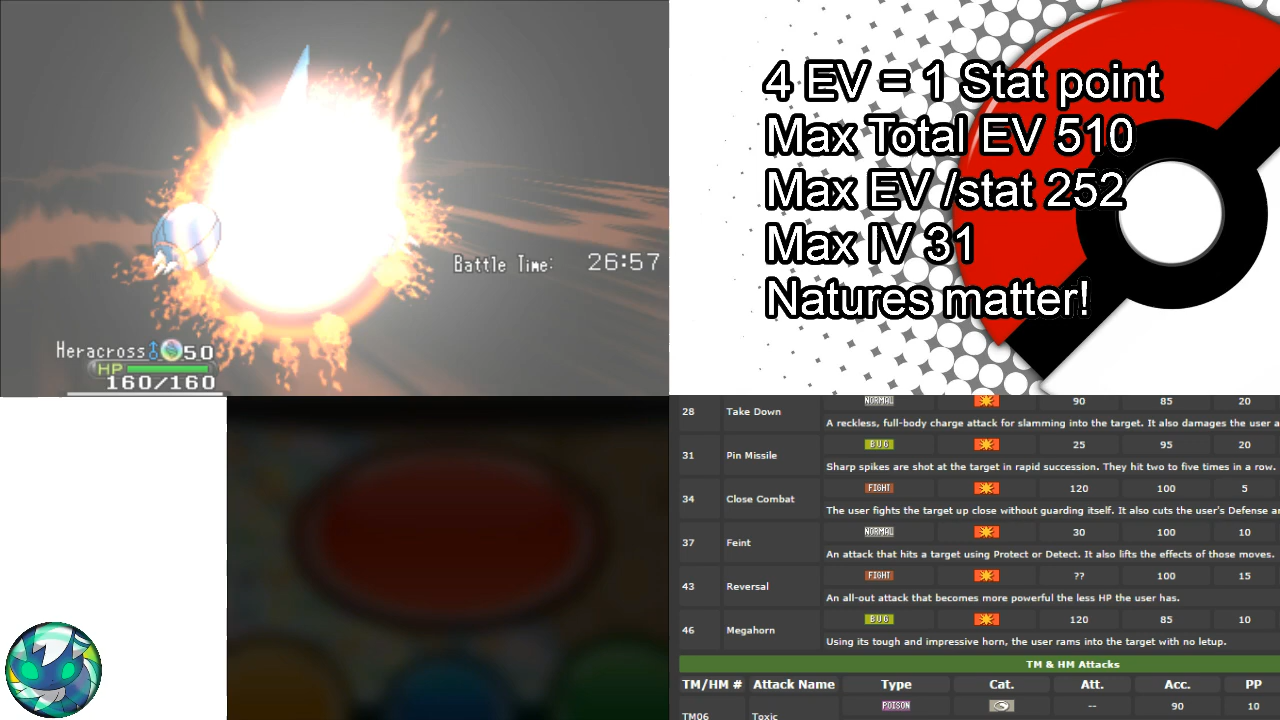 Battle Time: 26:57
Heracross♂ 50
HP
160/160
4 EV = 1 Stat point
Max Total EV 510
Max EV /stat 252
Max IV 31
Natures matter!
28 Take Down NORMAL 90 85 20
A reckless, full-body charge attack for slamming into the target. It also damages the user a
31 Pin Missile BUG 25 95 20
Sharp spikes are shot at the target in rapid succession. They hit two to five times in a row.
34 Close Combat FIGHT 120 100 5
The user fights the target up close without guarding itself. It also cuts the user's Defense an
37 Feint NORMAL 30 100 10
An attack that hits a target using Protect or Detect. It also lifts the effects of those moves.
43 Reversal FIGHT ?? 100 15
An all-out attack that becomes more powerful the less HP the user has.
46 Megahorn BUG 120 85 10
Using its tough and impressive horn, the user rams into the target with no letup.
TM & HM Attacks
TM/HM # Attack Name Type Cat. Att. Acc. PP
TM06 Toxic POISON -- 90 10